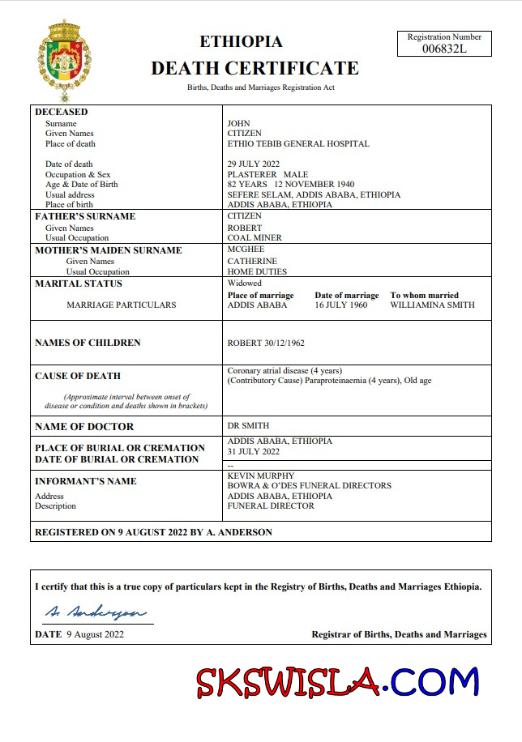 ETHIOPIA
DEATH CERTIFICATE
Births, Deaths and Marriages Registration Act
Registration Number
006832L
DECEASED
Surname JOHN
Given Names CITIZEN
Place of death ETHIO TEBIB GENERAL HOSPITAL
Date of death 29 JULY 2022
Occupation & Sex PLASTERER MALE
Age & Date of Birth 82 YEARS 12 NOVEMBER 1940
Usual address SEFERE SELAM, ADDIS ABABA, ETHIOPIA
Place of birth ADDIS ABABA, ETHIOPIA
FATHER'S SURNAME CITIZEN
Given Names ROBERT
Usual Occupation COAL MINER
MOTHER'S MAIDEN SURNAME MCGHEE
Given Names CATHERINE
Usual Occupation HOME DUTIES
MARITAL STATUS Widowed
Place of marriage Date of marriage To whom married
MARRIAGE PARTICULARS ADDIS ABABA 16 JULY 1960 WILLIAMINA SMITH
NAMES OF CHILDREN ROBERT 30/12/1962
CAUSE OF DEATH
Coronary atrial disease (4 years)
(Contributory Cause) Paraproteinaemia (4 years), Old age
(Approximate interval between onset of
disease or condition and deaths shown in brackets)
NAME OF DOCTOR DR SMITH
PLACE OF BURIAL OR CREMATION ADDIS ABABA, ETHIOPIA
DATE OF BURIAL OR CREMATION 31 JULY 2022
--
INFORMANT'S NAME KEVIN MURPHY
BOWRA & O'DES FUNERAL DIRECTORS
Address ADDIS ABABA, ETHIOPIA
Description FUNERAL DIRECTOR
REGISTERED ON 9 AUGUST 2022 BY A. ANDERSON
I certify that this is a true copy of particulars kept in the Registry of Births, Deaths and Marriages Ethiopia.
A. Anderson
DATE 9 August 2022 Registrar of Births, Deaths and Marriages
SKSWISLA.COM